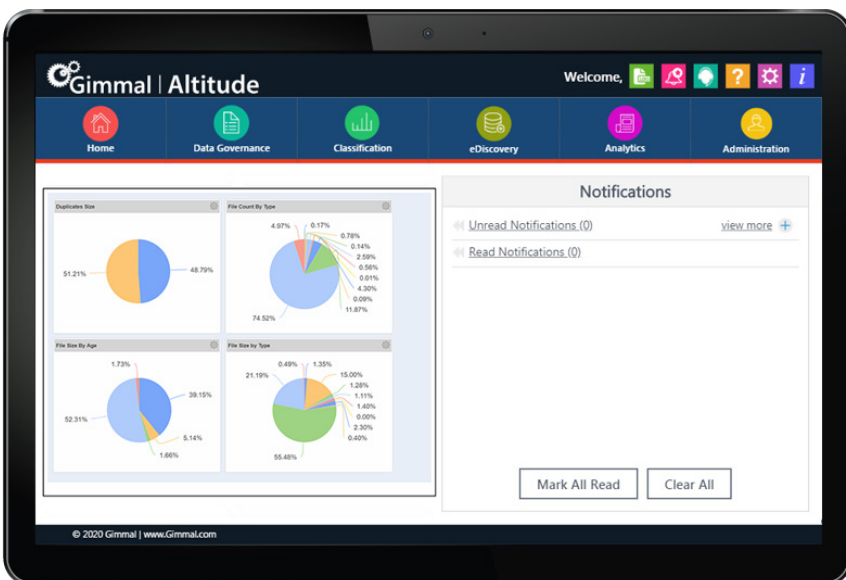 Gimmal | Altitude
Welcome,
? i
Home Data Governance Classification eDiscovery Analytics Administration
Duplicates Size
51.21%
48.79%
File Count By Type
4.97%
0.17%
0.78%
0.14%
2.59%
0.56%
0.01%
4.30%
0.09%
11.87%
74.52%
File Size By Age
1.73%
39.15%
52.31%
5.14%
1.66%
File Size by Type
0.49%
1.35%
21.19%
15.00%
1.28%
1.11%
1.40%
0.00%
2.30%
0.40%
55.48%
Notifications
Unread Notifications (0) view more +
Read Notifications (0)
Mark All Read Clear All
© 2020 Gimmal | www.Gimmal.com